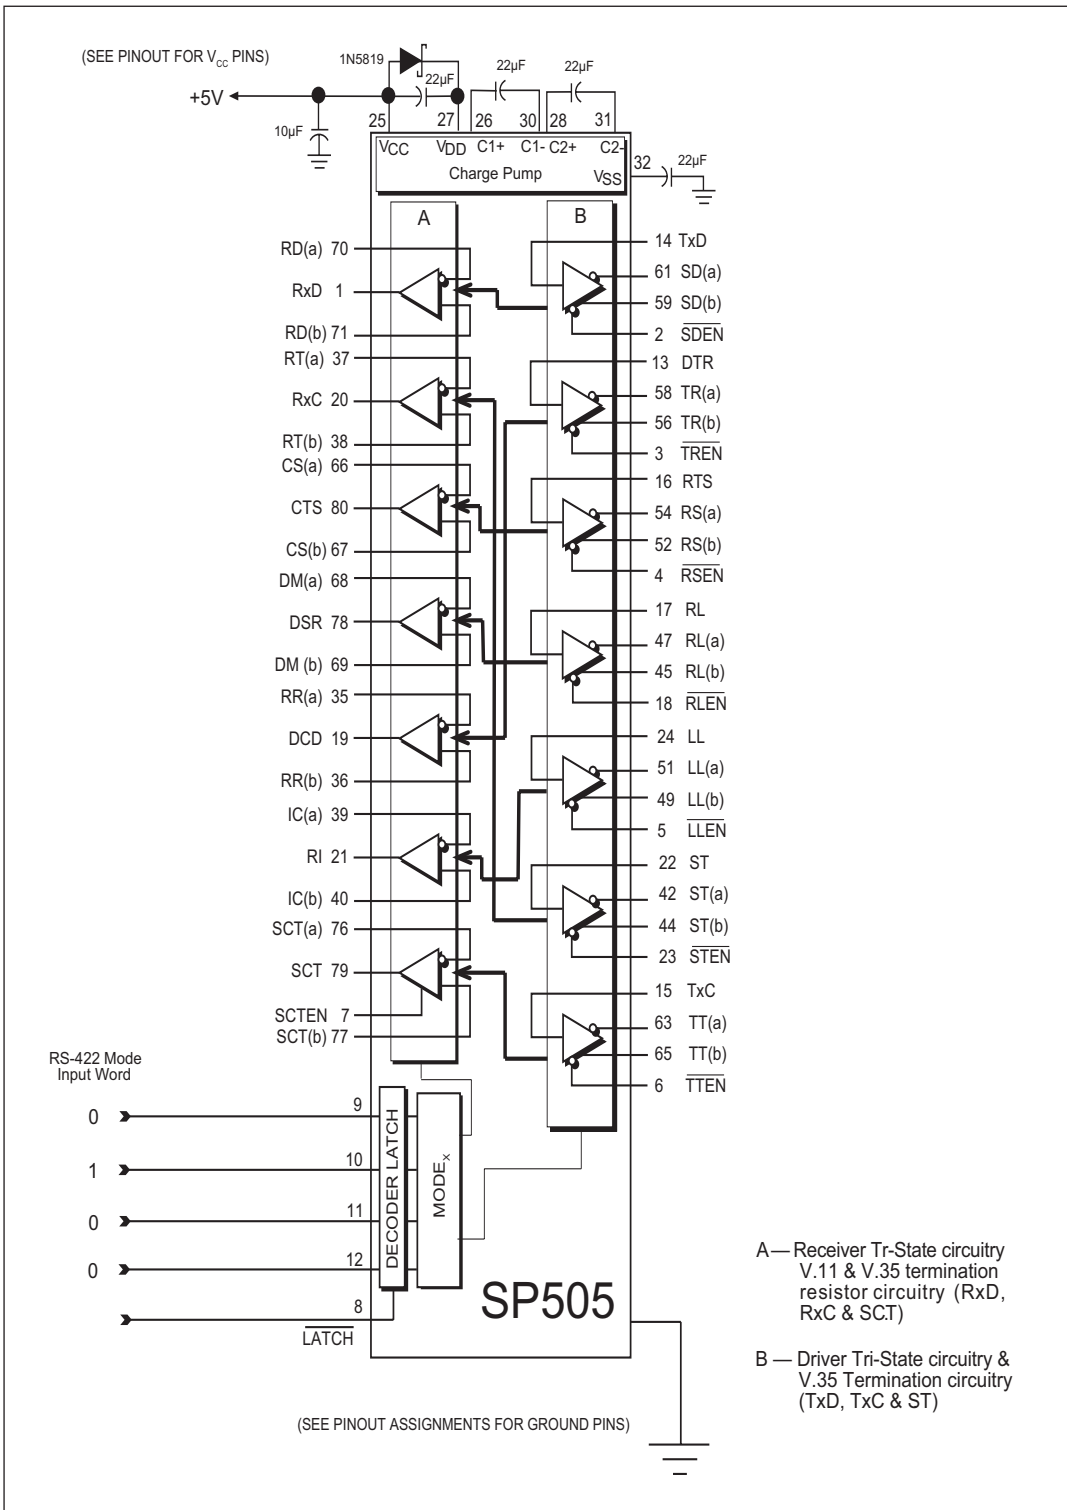 (SEE PINOUT FOR VCC PINS)
1N5819
22µF
22µF
22µF
+5V
10µF
25
27
26
30
28
31
VCC
VDD
C1+
C1-
C2+
C2-
32
22µF
Charge Pump
VSS
A
B
RD(a) 70
RxD 1
RD(b) 71
RT(a) 37
RxC 20
RT(b) 38
CS(a) 66
CTS 80
CS(b) 67
DM(a) 68
DSR 78
DM (b) 69
RR(a) 35
DCD 19
RR(b) 36
IC(a) 39
RI 21
IC(b) 40
SCT(a) 76
SCT 79
SCTEN 7
SCT(b) 77
14 TxD
61 SD(a)
59 SD(b)
2 SDEN
13 DTR
58 TR(a)
56 TR(b)
3 TREN
16 RTS
54 RS(a)
52 RS(b)
4 RSEN
17 RL
47 RL(a)
45 RL(b)
18 RLEN
24 LL
51 LL(a)
49 LL(b)
5 LLEN
22 ST
42 ST(a)
44 ST(b)
23 STEN
15 TxC
63 TT(a)
65 TT(b)
6 TTEN
RS-422 Mode
Input Word
0
9
1
10
0
11
0
12
8
LATCH
DECODER LATCH
MODEx
SP505
A — Receiver Tr-State circuitry
V.11 & V.35 termination
resistor circuitry (RxD,
RxC & SCT)
B — Driver Tri-State circuitry &
V.35 Termination circuitry
(TxD, TxC & ST)
(SEE PINOUT ASSIGNMENTS FOR GROUND PINS)